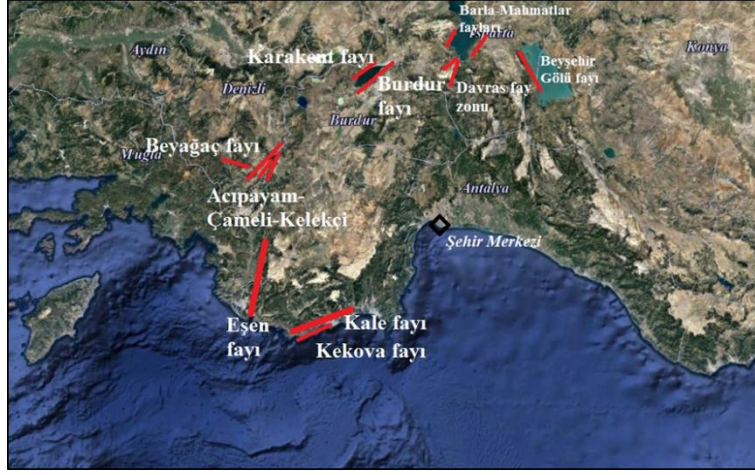 Barla-Mahmatlar
fayları
Isparta
Konya
Aydın
Karakent fayı
Beyşehir
Gölü fayı
Denizli
Burdur
fayı
Davras fay
zonu
Burdur
Beyağaç fayı
Muğla
Acıpayam-
Çameli-Kelekçi
Antalya
Şehir Merkezi
Eşen
fayı
Kale fayı
Kekova fayı